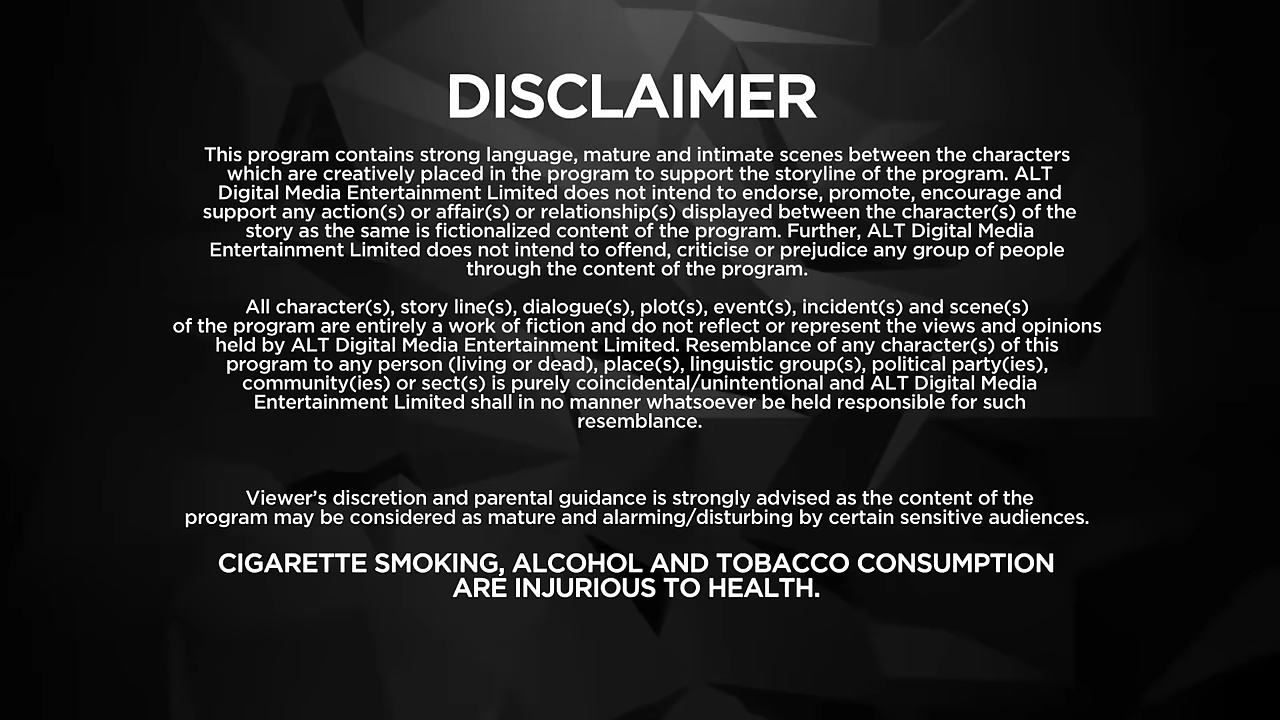 DISCLAIMER
This program contains strong language, mature and intimate scenes between the characters
which are creatively placed in the program to support the storyline of the program. ALT
Digital Media Entertainment Limited does not intend to endorse, promote, encourage and
support any action(s) or affair(s) or relationship(s) displayed between the character(s) of the
story as the same is fictionalized content of the program. Further, ALT Digital Media
Entertainment Limited does not intend to offend, criticise or prejudice any group of people
through the content of the program.
All character(s), story line(s), dialogue(s), plot(s), event(s), incident(s) and scene(s)
of the program are entirely a work of fiction and do not reflect or represent the views and opinions
held by ALT Digital Media Entertainment Limited. Resemblance of any character(s) of this
program to any person (living or dead), place(s), linguistic group(s), political party(ies),
community(ies) or sect(s) is purely coincidental/unintentional and ALT Digital Media
Entertainment Limited shall in no manner whatsoever be held responsible for such
resemblance.
Viewer’s discretion and parental guidance is strongly advised as the content of the
program may be considered as mature and alarming/disturbing by certain sensitive audiences.
CIGARETTE SMOKING, ALCOHOL AND TOBACCO CONSUMPTION
ARE INJURIOUS TO HEALTH.